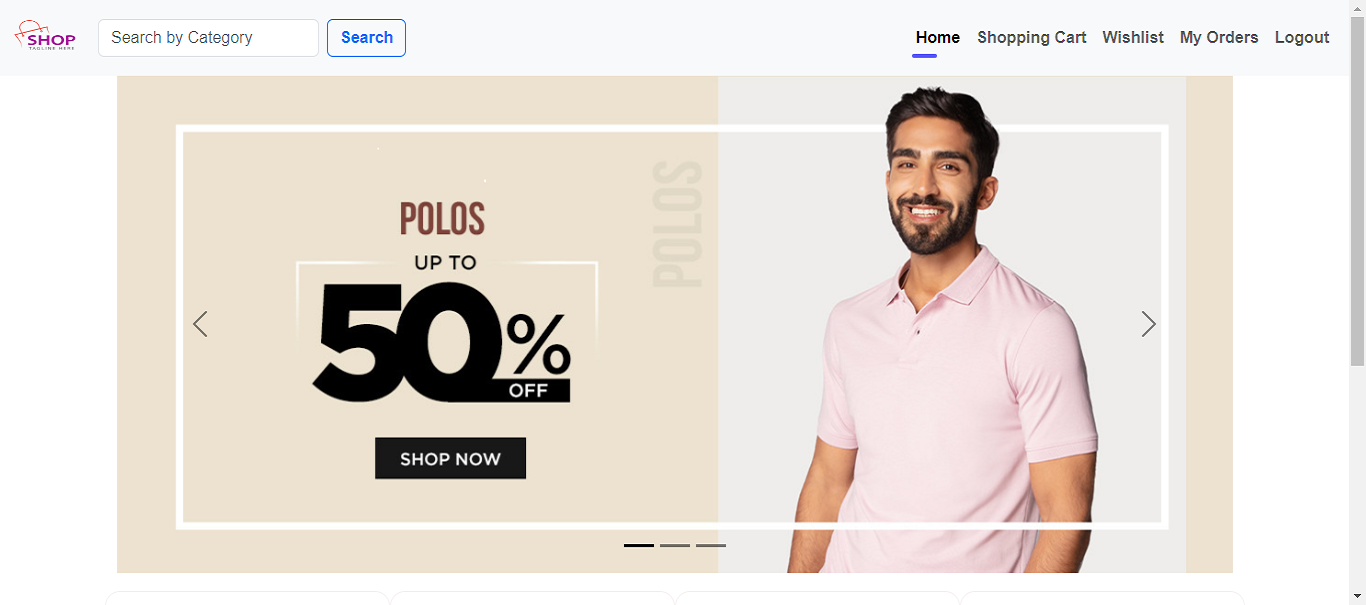 SHOP
TAGLINE HERE
Search by Category
Search
Home
Shopping Cart
Wishlist
My Orders
Logout
POLOS
POLOS
UP TO
50%
OFF
SHOP NOW